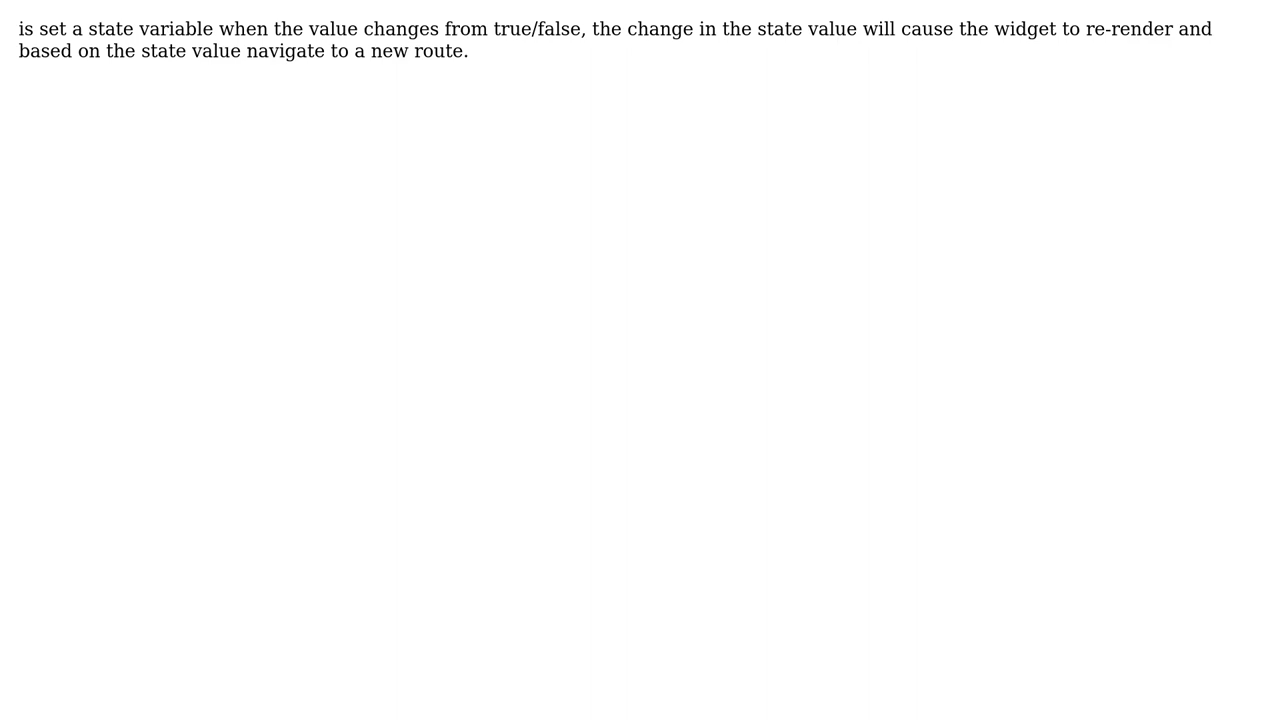 is set a state variable when the value changes from true/false, the change in the state value will cause the widget to re-render and
based on the state value navigate to a new route.